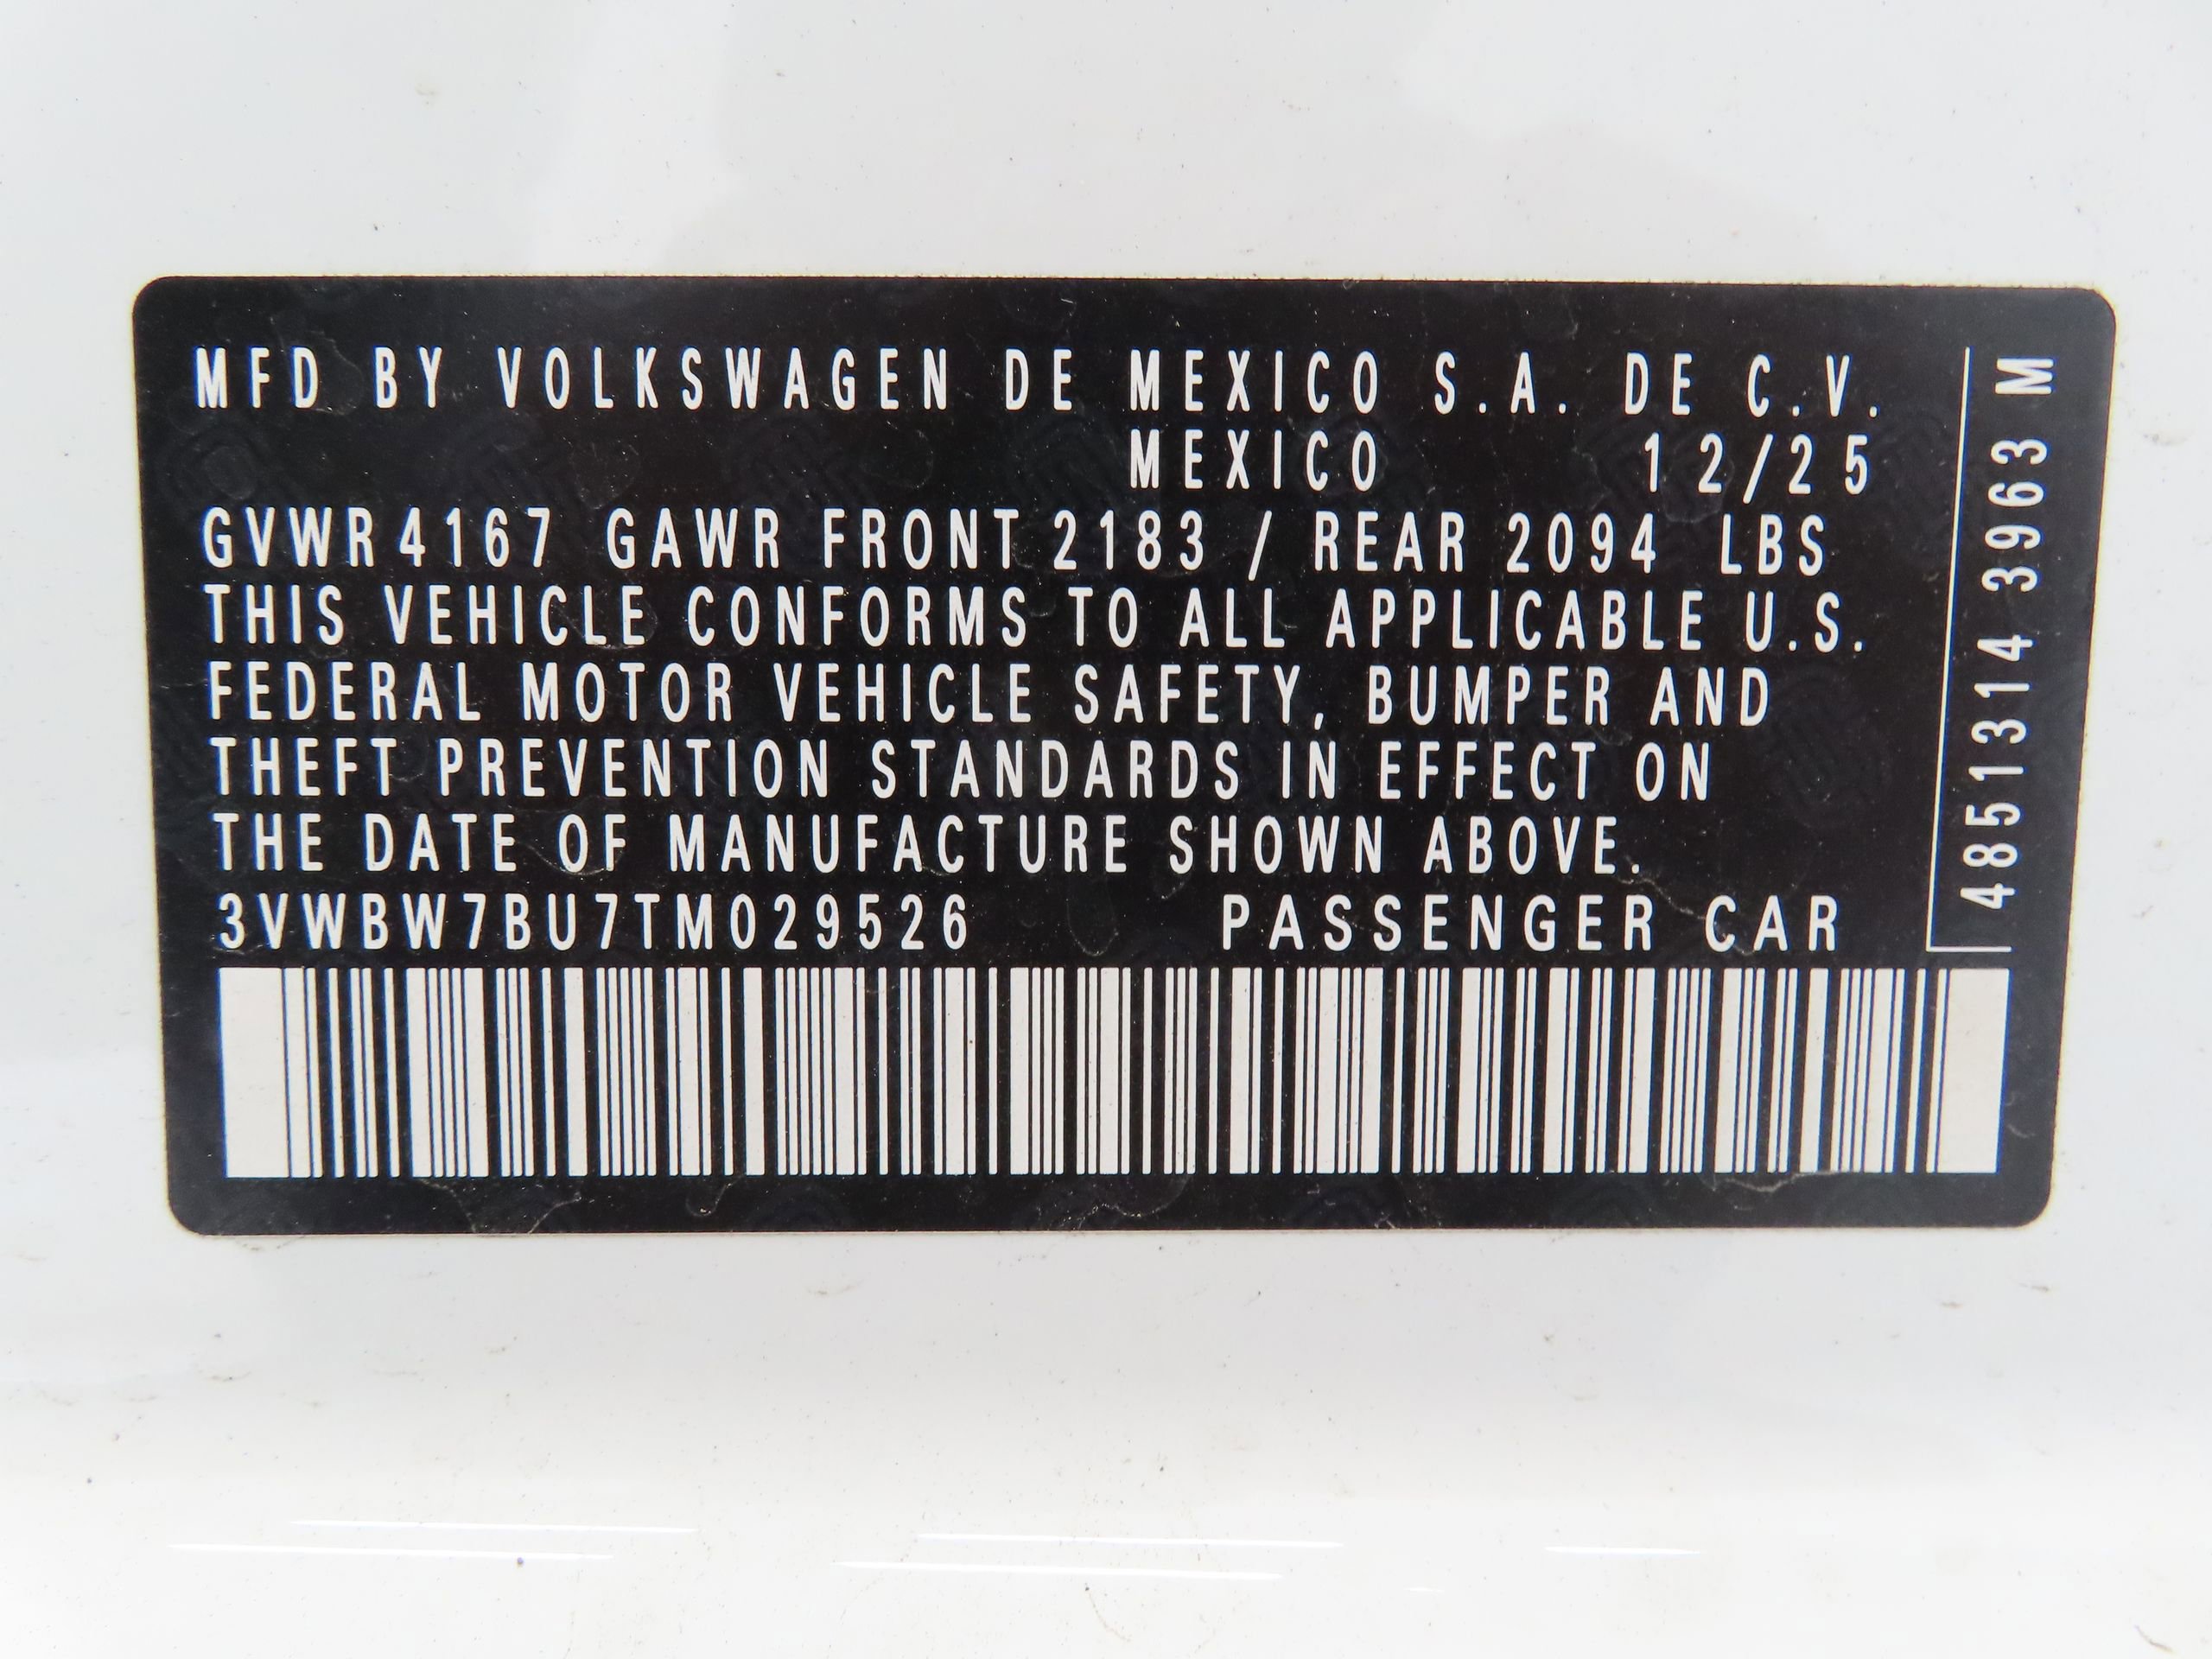 MFD BY VOLKSWAGEN DE MEXICO S.A. DE C.V.
MEXICO 12/25
GVWR 4167 GAWR FRONT 2183 / REAR 2094 LBS
THIS VEHICLE CONFORMS TO ALL APPLICABLE U.S.
FEDERAL MOTOR VEHICLE SAFETY, BUMPER AND
THEFT PREVENTION STANDARDS IN EFFECT ON
THE DATE OF MANUFACTURE SHOWN ABOVE.
3VWBW7BU7TM029526 PASSENGER CAR
4851314 3963 M